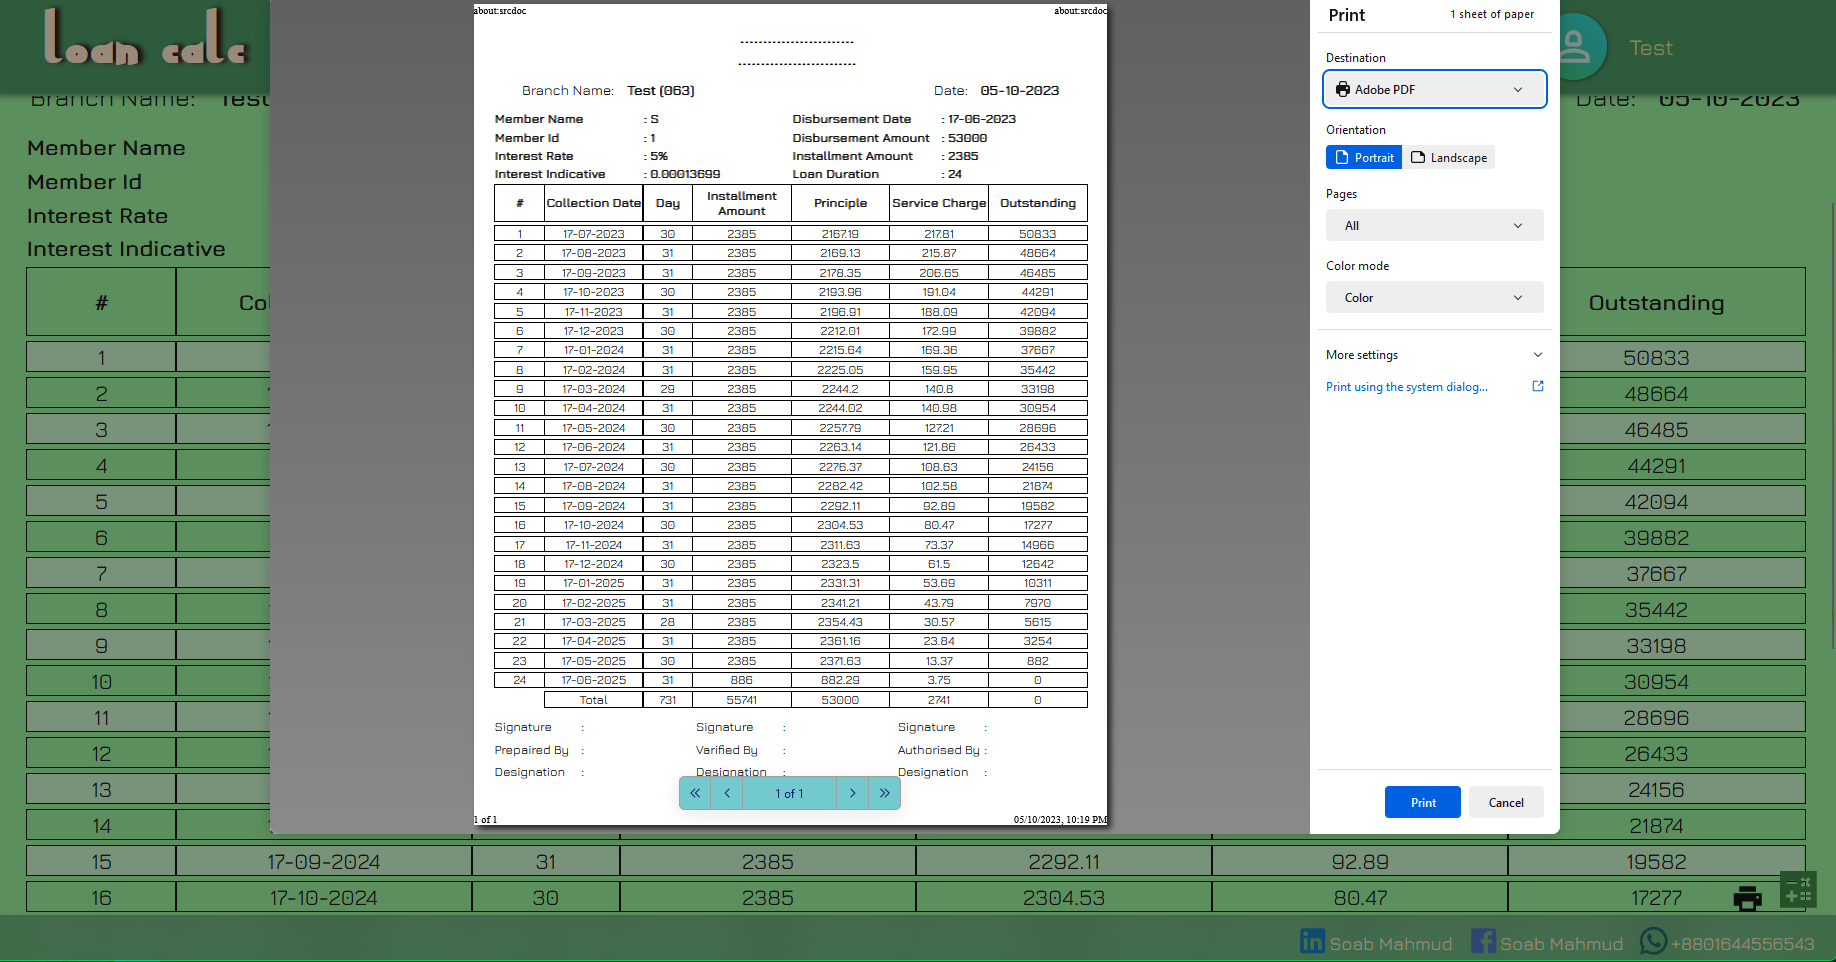 loan calc
Test
Branch Name: Test
Date: 05-10-2023
Member Name
Member Id
Interest Rate
Interest Indicative
# Col Outstanding
1 50833
2 48664
3 46485
4 44291
5 42094
6 39882
7 37667
8 35442
9 33198
10 30954
11 28696
12 26433
13 24156
14 21874
15 17-09-2024 31 2385 2292.11 92.89 19582
16 17-10-2024 30 2385 2304.53 80.47 17277
Soab Mahmud Soab Mahmud +8801644556543
about:srcdoc about:srcdoc
-------------------------
--------------------------
Branch Name: Test (063) Date: 05-10-2023
Member Name : S Disbursement Date : 17-06-2023
Member Id : 1 Disbursement Amount : 53000
Interest Rate : 5% Installment Amount : 2385
Interest Indicative : 0.00013699 Loan Duration : 24
# Collection Date Day Installment Amount Principle Service Charge Outstanding
1 17-07-2023 30 2385 2167.19 217.81 50833
2 17-08-2023 31 2385 2169.13 215.87 48664
3 17-09-2023 31 2385 2178.35 206.65 46485
4 17-10-2023 30 2385 2193.96 191.04 44291
5 17-11-2023 31 2385 2196.91 188.09 42094
6 17-12-2023 30 2385 2212.01 172.99 39882
7 17-01-2024 31 2385 2215.64 169.36 37667
8 17-02-2024 31 2385 2225.05 159.95 35442
9 17-03-2024 29 2385 2244.2 140.8 33198
10 17-04-2024 31 2385 2244.02 140.98 30954
11 17-05-2024 30 2385 2257.79 127.21 28696
12 17-06-2024 31 2385 2263.14 121.86 26433
13 17-07-2024 30 2385 2276.37 108.63 24156
14 17-08-2024 31 2385 2282.42 102.58 21874
15 17-09-2024 31 2385 2292.11 92.89 19582
16 17-10-2024 30 2385 2304.53 80.47 17277
17 17-11-2024 31 2385 2311.63 73.37 14966
18 17-12-2024 30 2385 2323.5 61.5 12642
19 17-01-2025 31 2385 2331.31 53.69 10311
20 17-02-2025 31 2385 2341.21 43.79 7970
21 17-03-2025 28 2385 2354.43 30.57 5615
22 17-04-2025 31 2385 2361.16 23.84 3254
23 17-05-2025 30 2385 2371.63 13.37 882
24 17-06-2025 31 886 882.29 3.75 0
Total 731 55741 53000 2741 0
Signature : Signature : Signature :
Prepaired By : Varified By : Authorised By :
Designation : Designation : Designation :
« ‹ 1 of 1 › »
1 of 1 05/10/2023, 10:19 PM
Print 1 sheet of paper
Destination
Adobe PDF
Orientation
Portrait Landscape
Pages
All
Color mode
Color
More settings
Print using the system dialog...
Print Cancel